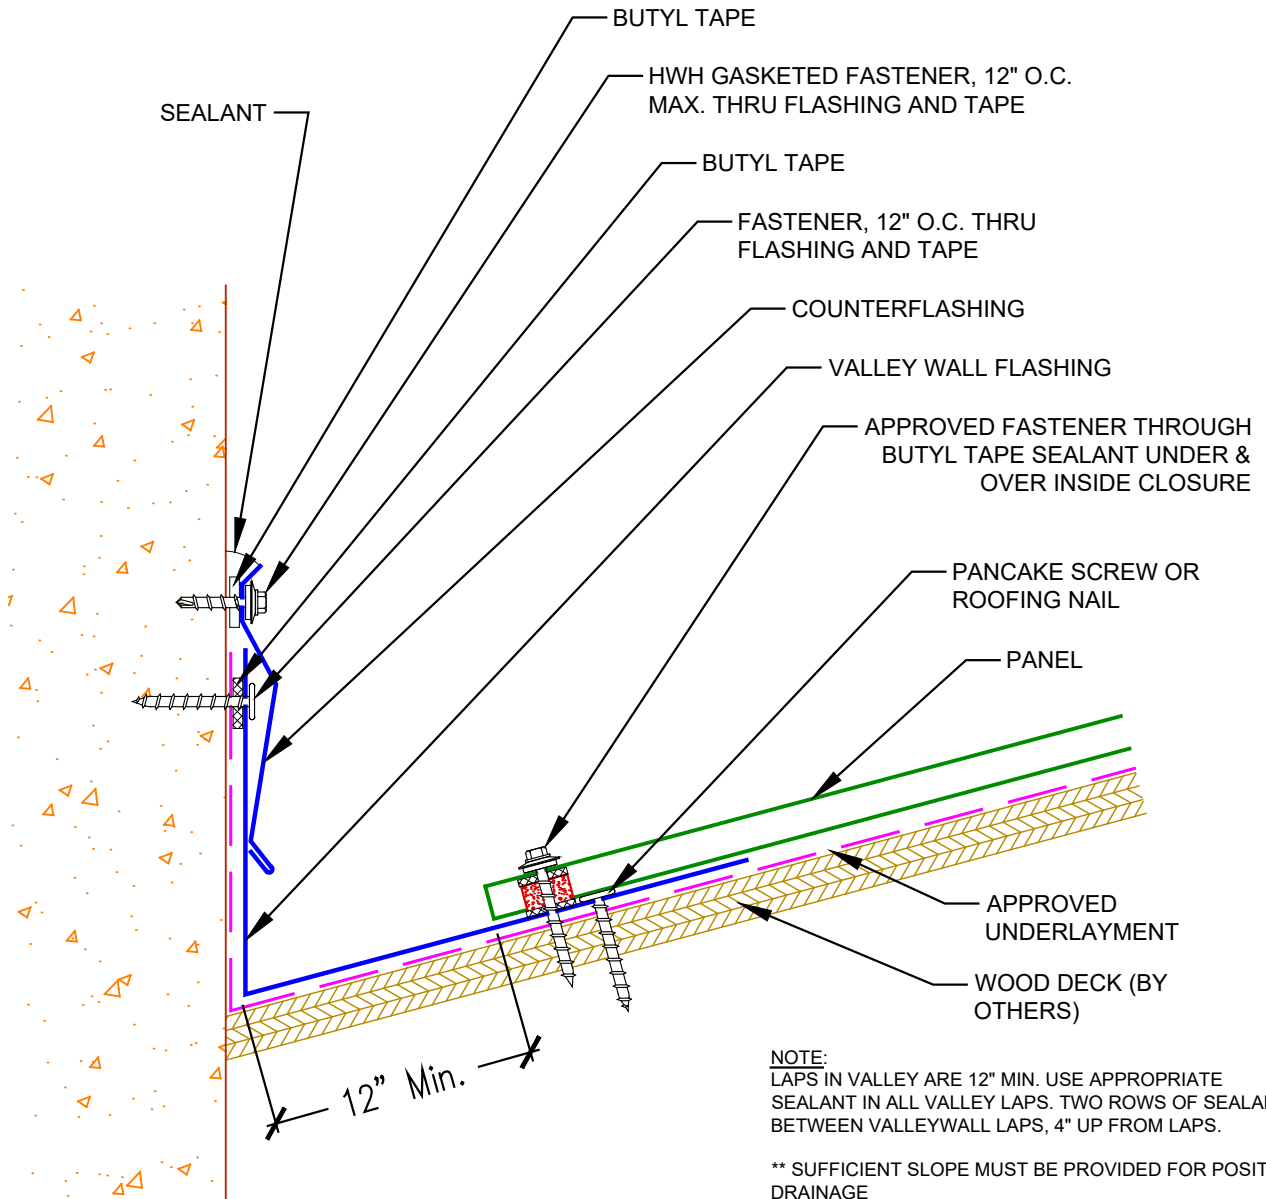 BUTYL TAPE
HWH GASKETED FASTENER, 12" O.C.
MAX. THRU FLASHING AND TAPE
SEALANT
BUTYL TAPE
FASTENER, 12" O.C. THRU
FLASHING AND TAPE
COUNTERFLASHING
VALLEY WALL FLASHING
APPROVED FASTENER THROUGH
BUTYL TAPE SEALANT UNDER &
OVER INSIDE CLOSURE
PANCAKE SCREW OR
ROOFING NAIL
PANEL
APPROVED
UNDERLAYMENT
WOOD DECK (BY
OTHERS)
12" Min.
NOTE:
LAPS IN VALLEY ARE 12" MIN. USE APPROPRIATE
SEALANT IN ALL VALLEY LAPS. TWO ROWS OF
BETWEEN VALLEYWALL LAPS, 4" UP FROM LAPS.
** SUFFICIENT SLOPE MUST BE PROVIDED FOR
DRAINAGE